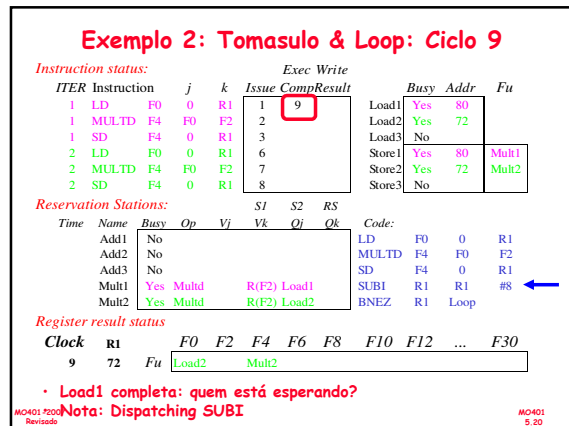 Exemplo 2: Tomasulo & Loop: Ciclo 9
Instruction status: Exec Write
ITER Instruction j k Issue Comp Result Busy Addr Fu
1 LD F0 0 R1 1 9 Load1 Yes 80
1 MULTD F4 F0 F2 2 Load2 Yes 72
1 SD F4 0 R1 3 Load3 No
2 LD F0 0 R1 6 Store1 Yes 80 Mult1
2 MULTD F4 F0 F2 7 Store2 Yes 72 Mult2
2 SD F4 0 R1 8 Store3 No
Reservation Stations: S1 S2 RS
Time Name Busy Op Vj Vk Qj Qk Code:
Add1 No LD F0 0 R1
Add2 No MULTD F4 F0 F2
Add3 No SD F4 0 R1
Mult1 Yes Multd R(F2) Load1 SUBI R1 R1 #8
Mult2 Yes Multd R(F2) Load2 BNEZ R1 Loop
Register result status
Clock R1 F0 F2 F4 F6 F8 F10 F12 ... F30
9 72 Fu Load2 Mult2
• Load1 completa: quem está esperando?
Nota: Dispatching SUBI
Revisado
MO401
5.20